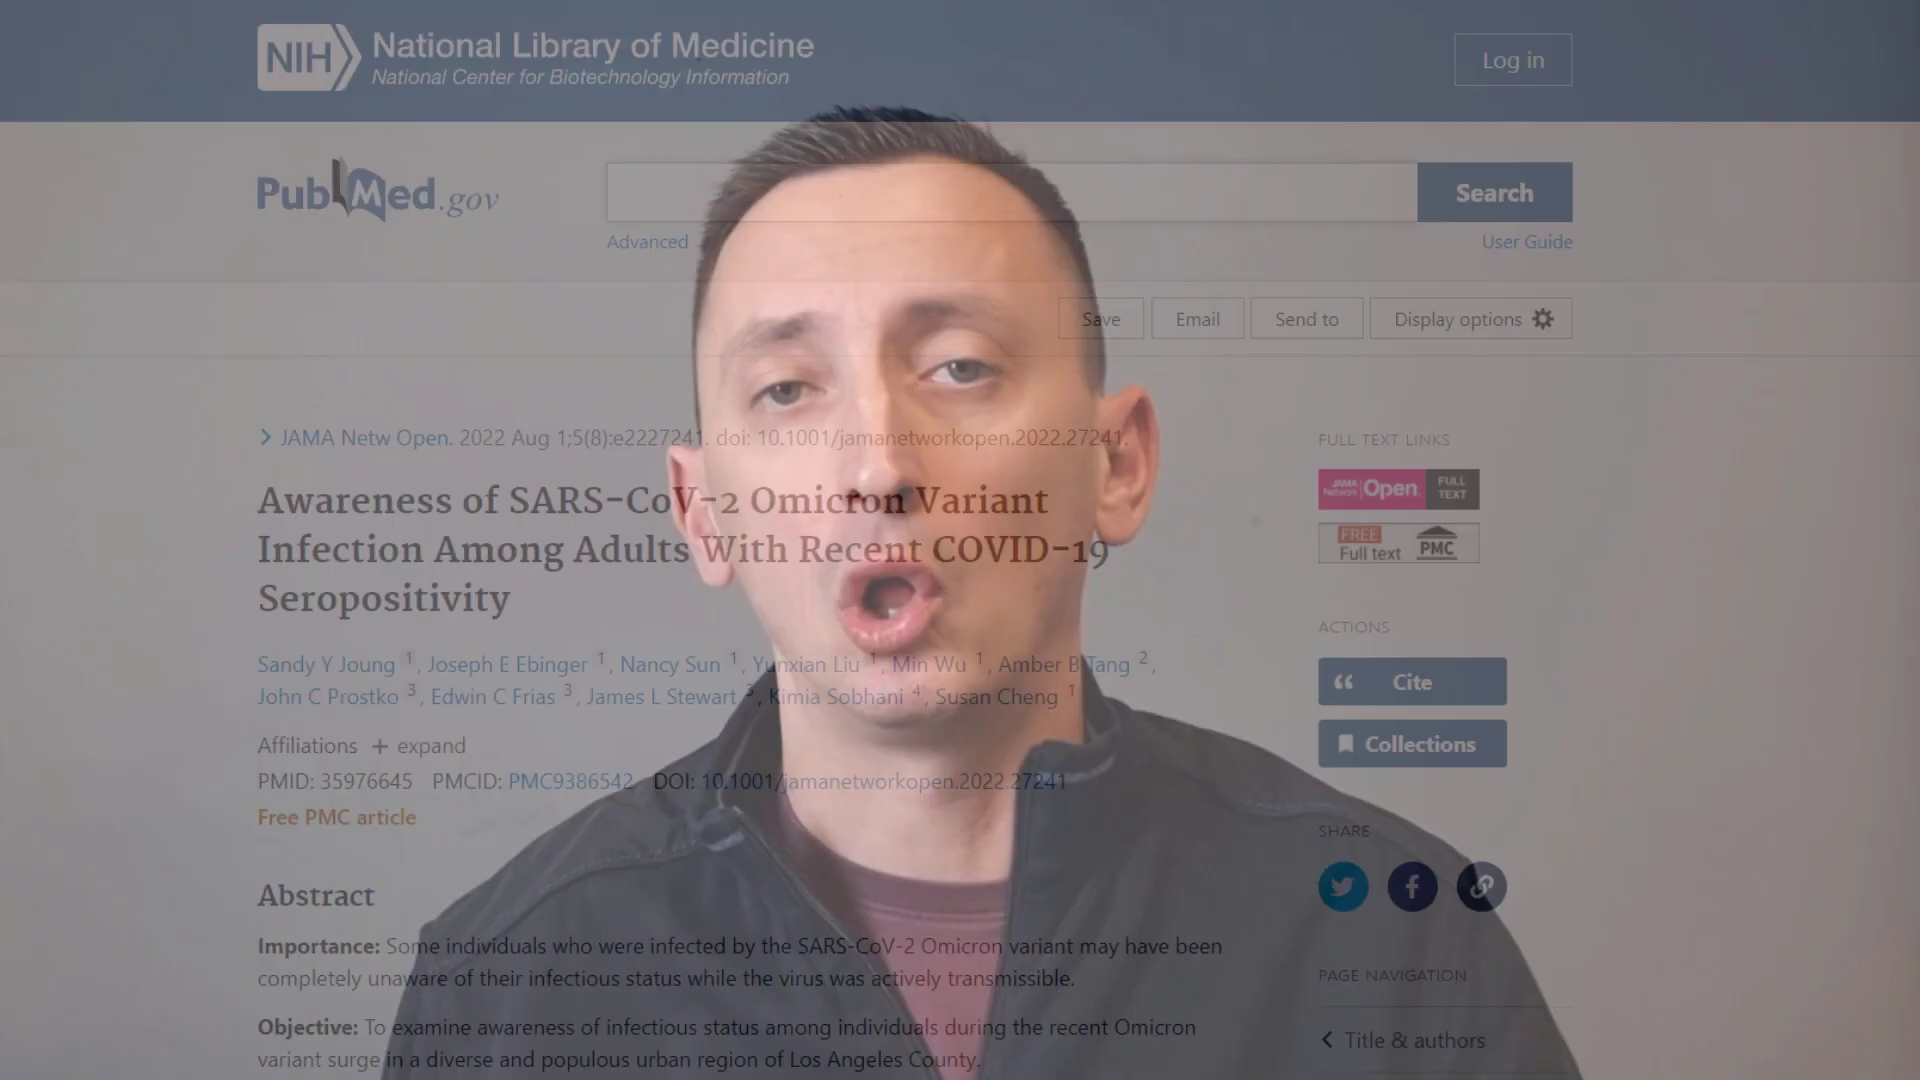 NIH National Library of Medicine
National Center for Biotechnology Information
Log in
PubMed.gov
Search
Advanced
User Guide
Save Email Send to Display options
JAMA Netw Open. 2022 Aug 1;5(8):e2227241. doi: 10.1001/jamanetworkopen.2022.27241.
Awareness of SARS-CoV-2 Omicron Variant
Infection Among Adults With Recent COVID-19
Seropositivity
Sandy Y Joung 1, Joseph E Ebinger 1, Nancy Sun 1, Yunxian Liu 1, Min Wu 1, Amber B Tang 2,
John C Prostko 3, Edwin C Frias 3, James L Stewart 3, Kimia Sobhani 4, Susan Cheng 1
Affiliations + expand
PMID: 35976645 PMCID: PMC9386542 DOI: 10.1001/jamanetworkopen.2022.27241
Free PMC article
Abstract
Importance: Some individuals who were infected by the SARS-CoV-2 Omicron variant may have been
completely unaware of their infectious status while the virus was actively transmissible.
Objective: To examine awareness of infectious status among individuals during the recent Omicron
variant surge in a diverse and populous urban region of Los Angeles County.
FULL TEXT LINKS
JAMA Network Open FULL TEXT
FREE Full text PMC
ACTIONS
Cite
Collections
SHARE
PAGE NAVIGATION
Title & authors